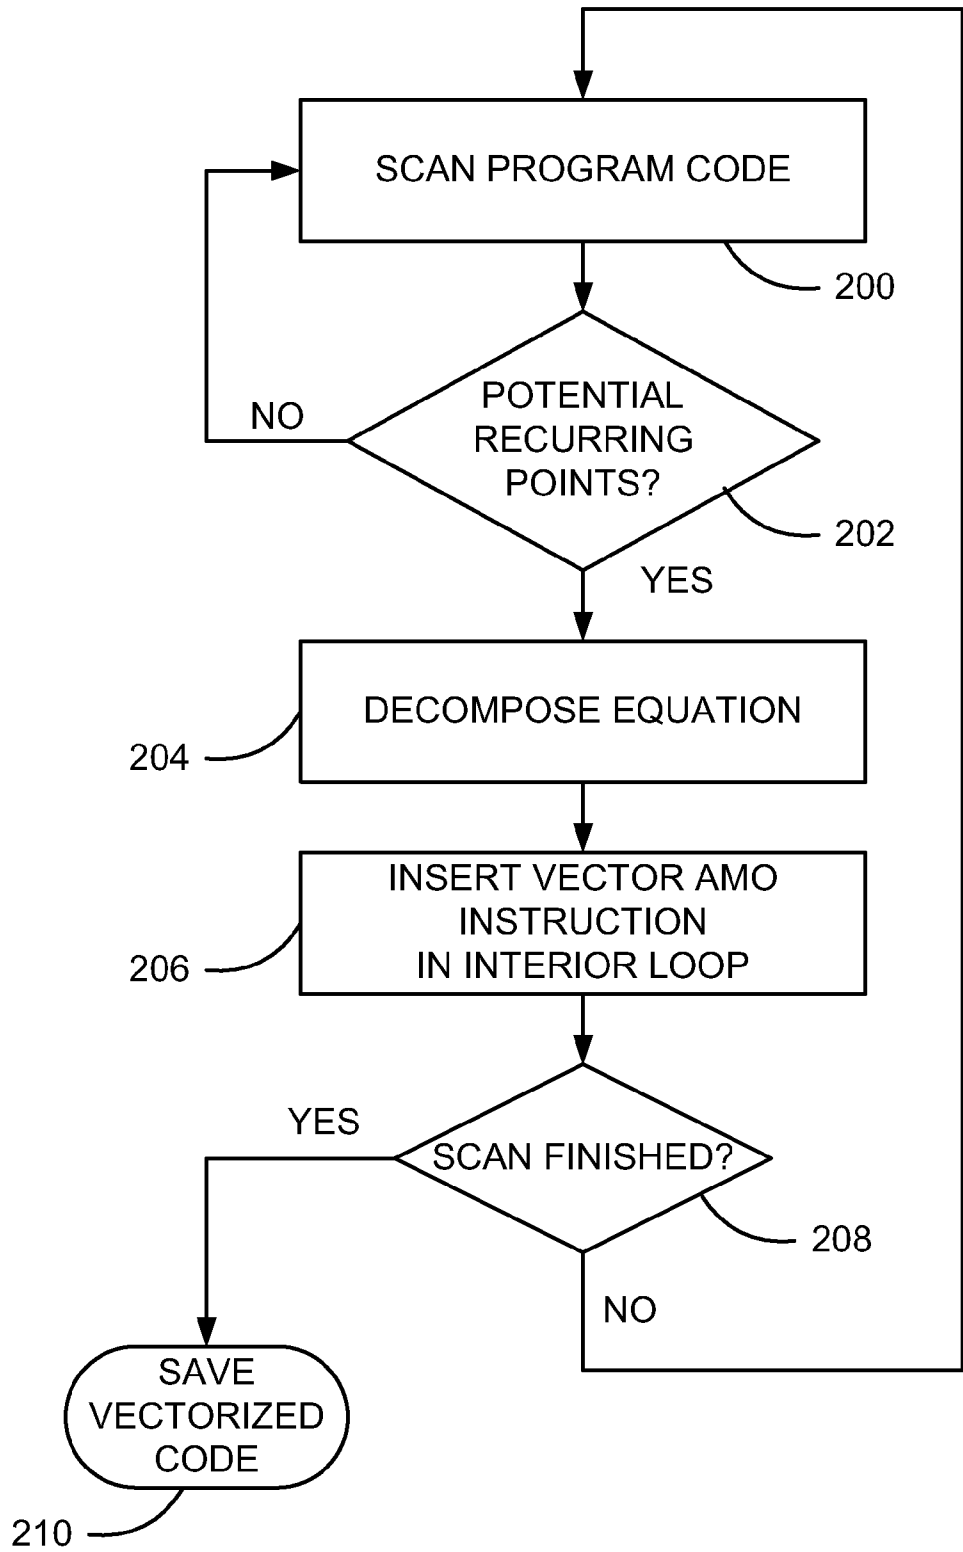 SCAN PROGRAM CODE
200
POTENTIAL
RECURRING
POINTS?
NO
202
YES
DECOMPOSE EQUATION
204
INSERT VECTOR AMO
INSTRUCTION
IN INTERIOR LOOP
206
YES
SCAN FINISHED?
208
NO
SAVE
VECTORIZED
CODE
210